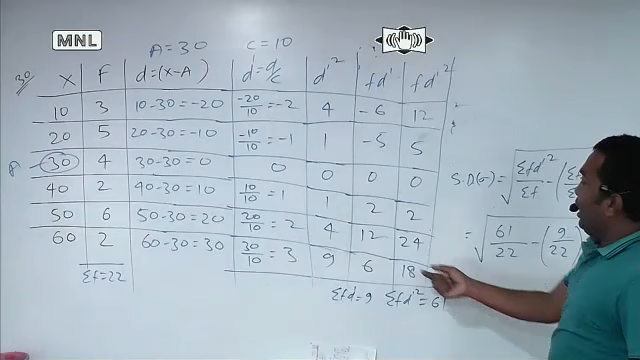 MNL
A=30 C=10
30
X F d=(x-A) d'=d/c d'² fd' fd'²
10 3 10-30=-20 -20/10=-2 4 -6 12
20 5 20-30=-10 -10/10=-1 1 -5 5
A 30 4 30-30=0 0 0 0 0
40 2 40-30=10 10/10=1 1 2 2
50 6 50-30=20 20/10=2 4 12 24
60 2 60-30=30 30/10=3 9 6 18
Σf=22
Σfd=9 Σfd'²=61
S.D(σ)=√Σfd'²/Σf-(
=√61/22-(9/22)